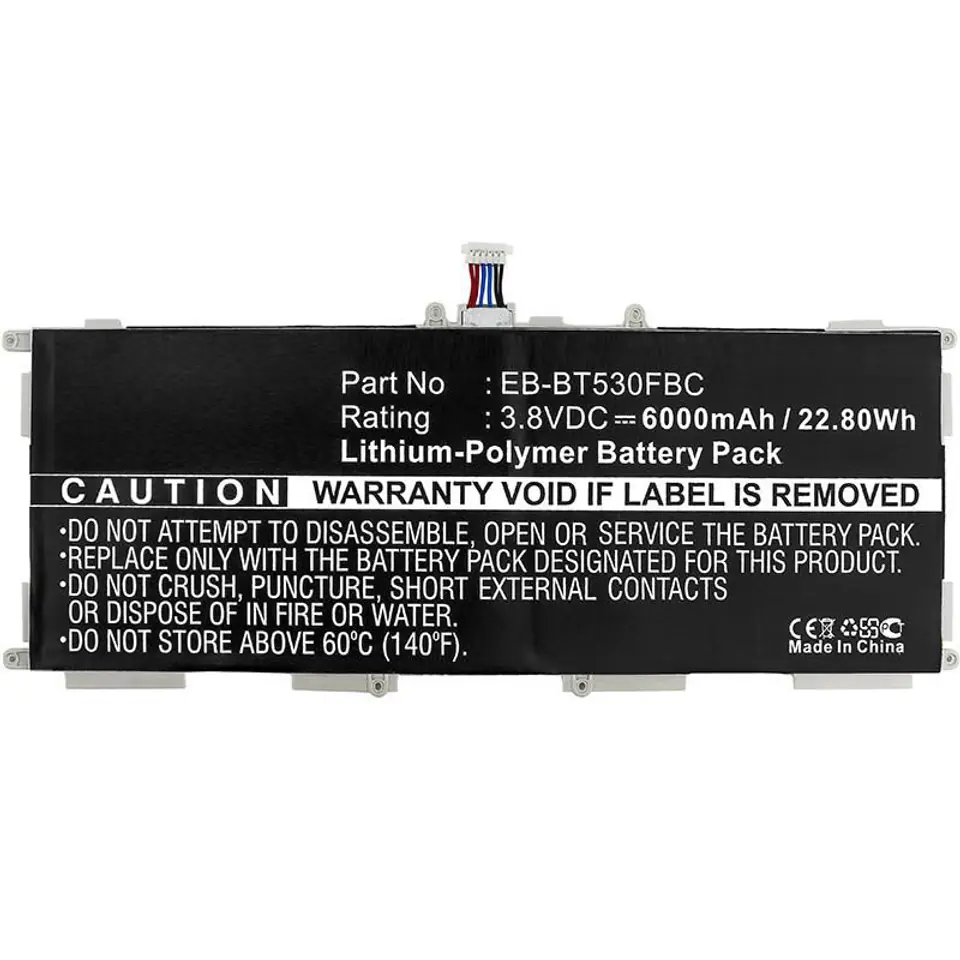 Part No : EB-BT530FBC
Rating : 3.8VDC ⎓ 6000mAh / 22.80Wh
Lithium-Polymer Battery Pack
CAUTION WARRANTY VOID IF LABEL IS REMOVED
•DO NOT ATTEMPT TO DISASSEMBLE, OPEN OR SERVICE THE BATTERY PACK.
•REPLACE ONLY WITH THE BATTERY PACK DESIGNATED FOR THIS PRODUCT.
•DO NOT CRUSH, PUNCTURE, SHORT EXTERNAL CONTACTS
OR DISPOSE OF IN FIRE OR WATER.
•DO NOT STORE ABOVE 60ºC (140ºF).
CE
Made In China